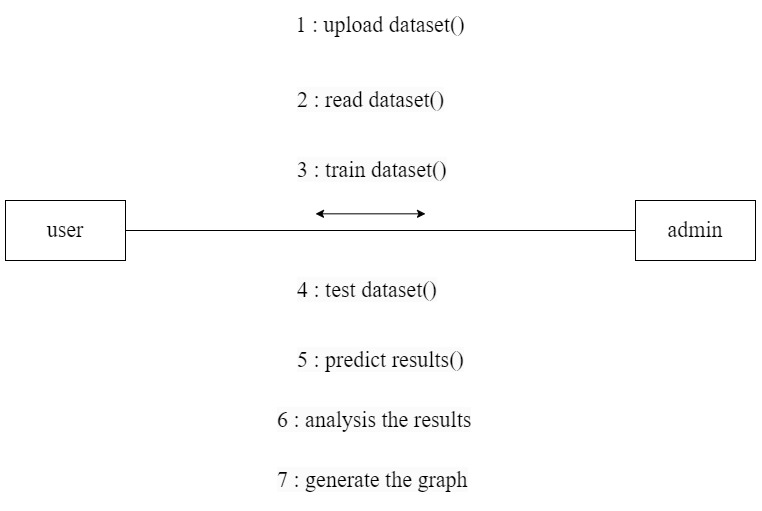 1 : upload dataset()
2 : read dataset()
3 : train dataset()
user
admin
4 : test dataset()
5 : predict results()
6 : analysis the results
7 : generate the graph